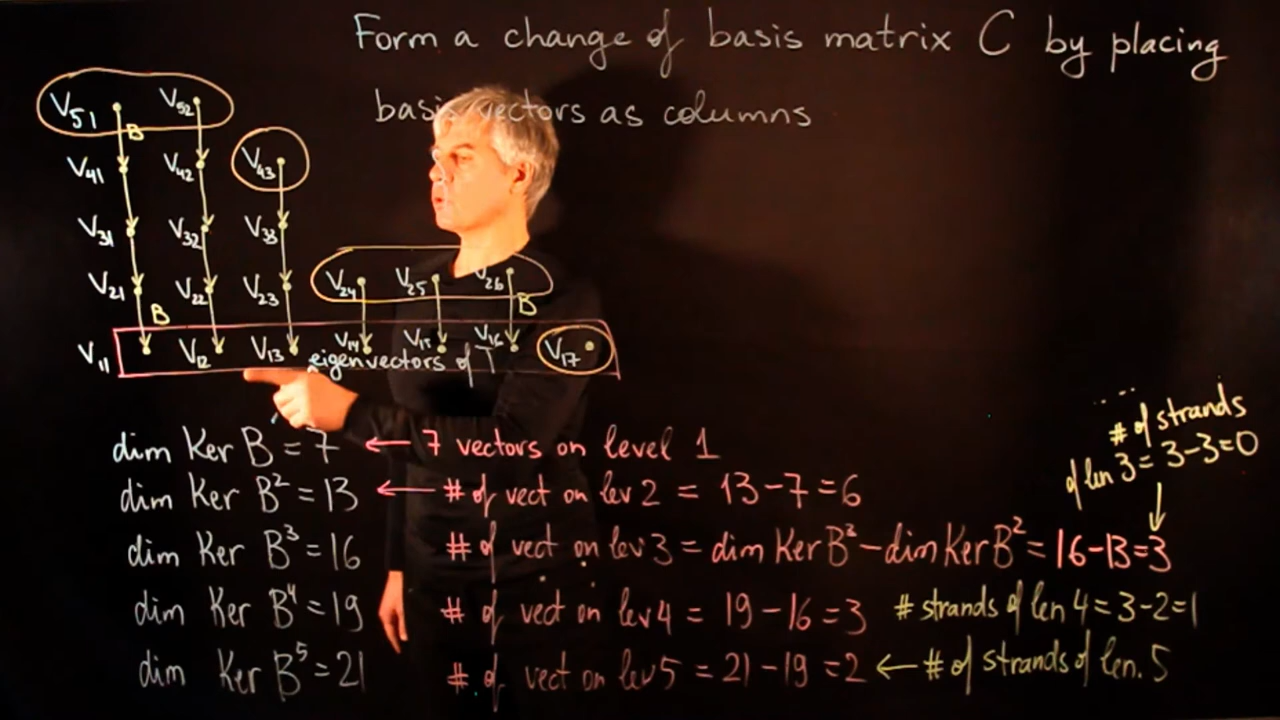 Form a change of basis matrix C by placing
basis vectors as columns
V51 V52
B
V41 V42 V43
V31 V32 V33
V21 V22 V23 V24 V25 V26
B B
V11 V12 V13 V14 V15 V16 V17
eigenvectors of T
dim Ker B = 7 ← 7 vectors on level 1
# of strands
of len 3 = 3-3=0
dim Ker B² = 13 ← # of vect on lev 2 = 13-7=6
dim Ker B³ = 16 # of vect on lev 3 = dim Ker B³ - dim Ker B² = 16-13=3
dim Ker B⁴ = 19 # of vect on lev 4 = 19-16=3 # strands of len 4 = 3-2=1
dim Ker B⁵ = 21 # of vect on lev 5 = 21-19=2 ← # of strands of len. 5